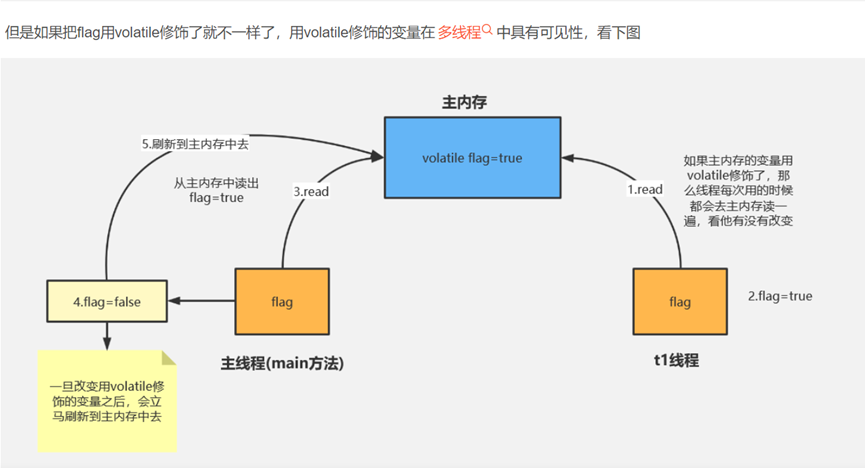 但是如果把flag用volatile修饰了就不一样了，用volatile修饰的变量在 多线程 中具有可见性，看下图
主内存
5.刷新到主内存中去
volatile flag=true
从主内存中读出
flag=true
3.read
1.read
如果主内存的变量用
volatile修饰了，那
么线程每次用的时候
都会去主内存读一
遍，看他有没有改变
4.flag=false
flag
flag
2.flag=true
主线程(main方法)
t1线程
一旦改变用volatile修
饰的变量之后，会立
马刷新到主内存中去